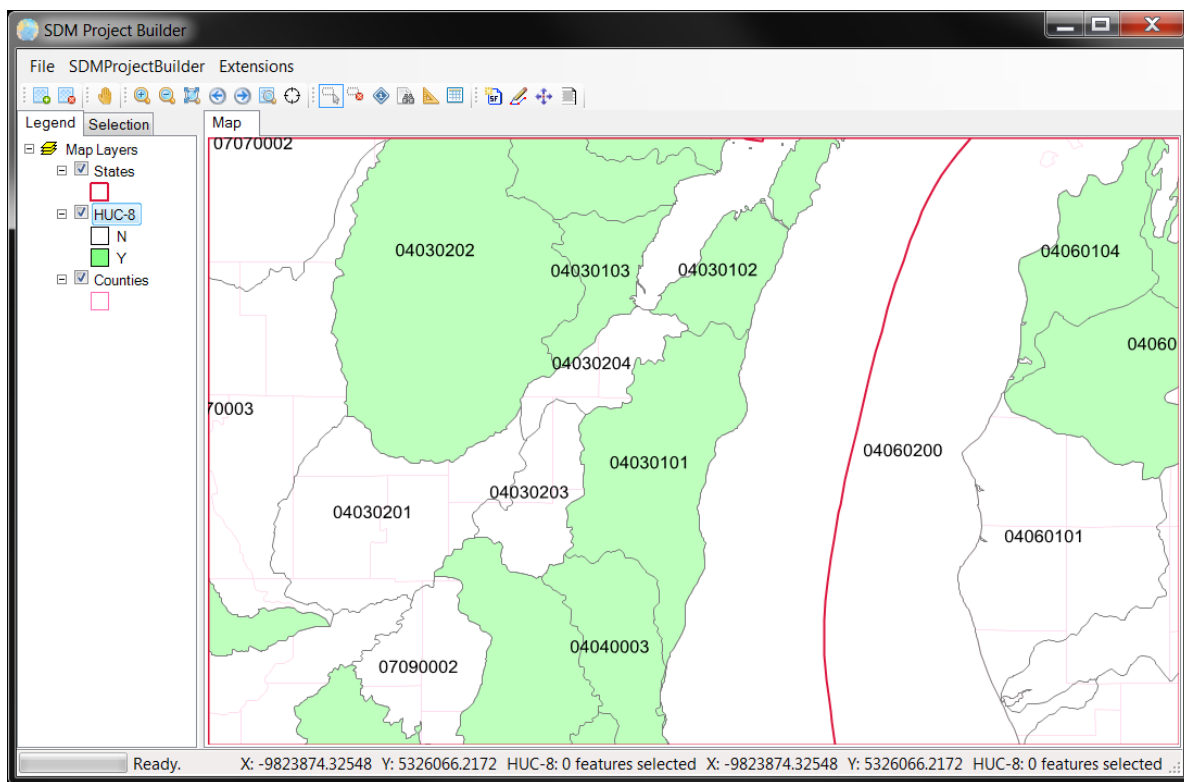 SDM Project Builder
File SDMProjectBuilder Extensions
SF
Legend Selection
Map
Map Layers
States
HUC-8
N
Y
Counties
07070002
04030202
04030103
04030102
04060104
04030204
04060
70003
04060200
04030101
04030203
04030201
04060101
04040003
07090002
Ready. X: -9823874.32548 Y: 5326066.2172 HUC-8: 0 features selected X: -9823874.32548 Y: 5326066.2172 HUC-8: 0 features selected